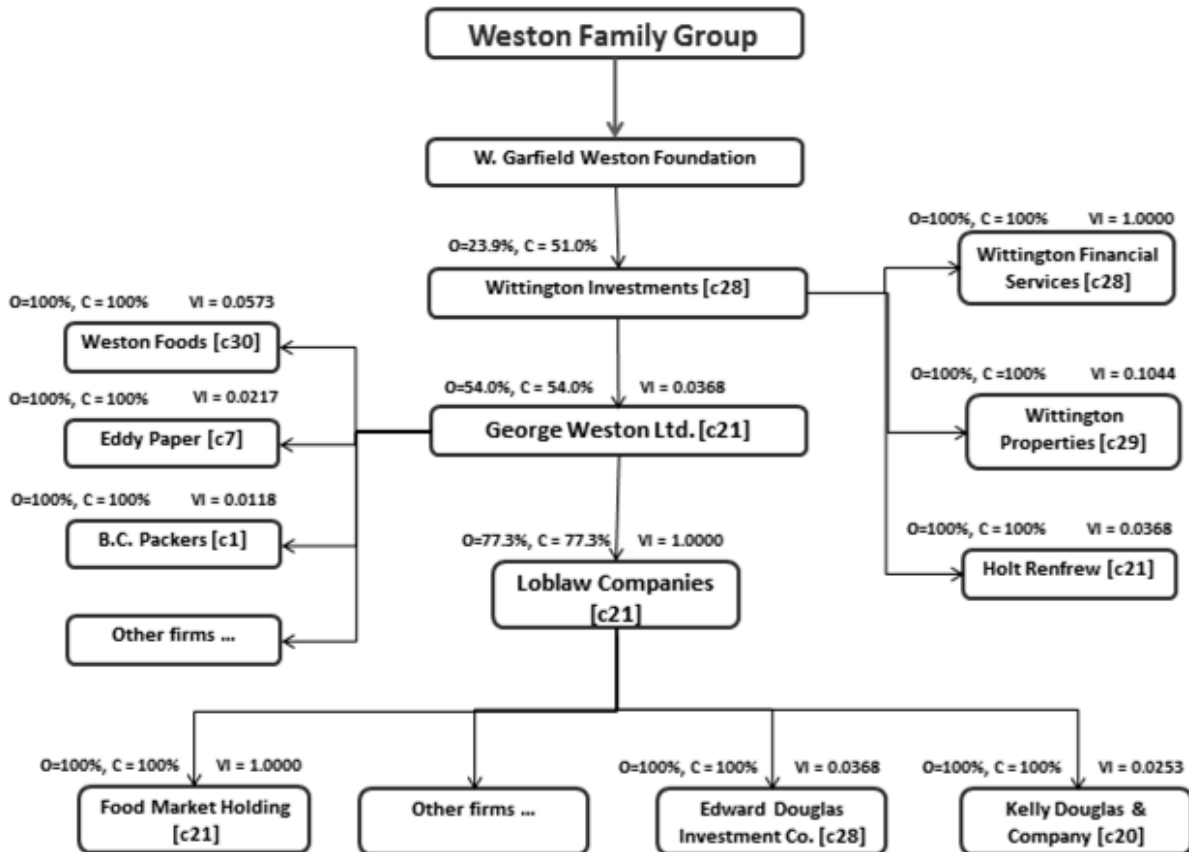 Weston Family Group
W. Garfield Weston Foundation
O=23.9%, C = 51.0%
Wittington Investments [c28]
O=100%, C = 100% VI = 1.0000
Wittington Financial
Services [c28]
O=100%, C =100% VI = 0.1044
Wittington
Properties [c29]
O=100%, C = 100% VI = 0.0368
Holt Renfrew [c21]
O=54.0%, C = 54.0% VI = 0.0368
George Weston Ltd. [c21]
O=100%, C = 100% VI = 0.0573
Weston Foods [c30]
O=100%, C = 100% VI = 0.0217
Eddy Paper [c7]
O=100%, C = 100% VI = 0.0118
B.C. Packers [c1]
Other firms ...
O=77.3%, C = 77.3% VI = 1.0000
Loblaw Companies
[c21]
O=100%, C = 100% VI = 1.0000
Food Market Holding
[c21]
Other firms ...
O=100%, C = 100% VI = 0.0368
Edward Douglas
Investment Co. [c28]
O=100%, C = 100% VI = 0.0253
Kelly Douglas &
Company [c20]